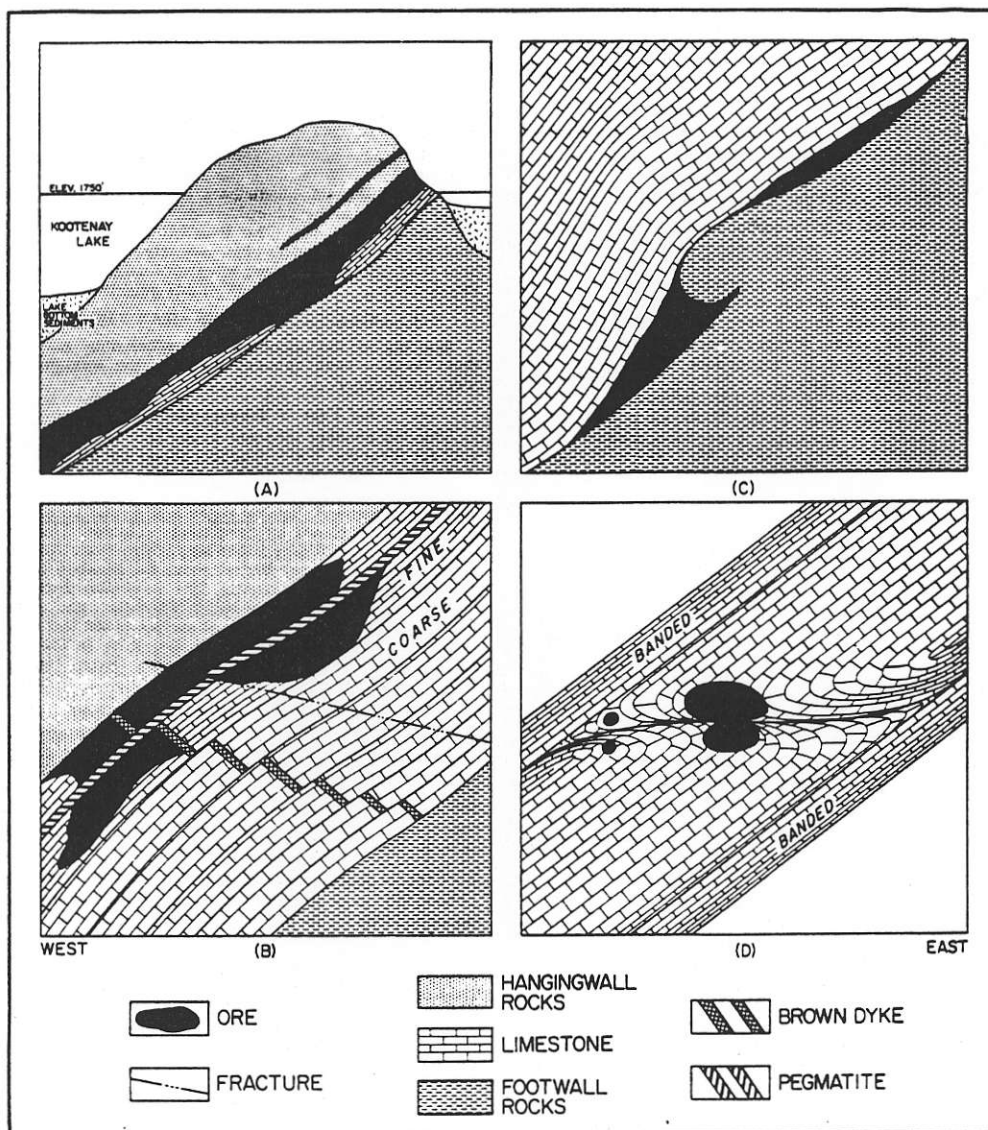 ELEV. 1750'
KOOTENAY
LAKE
LAKE
BOTTOM
SEDIMENTS
(A)
(C)
FINE
COARSE
BANDED
BANDED
WEST
(B)
(D)
EAST
ORE
FRACTURE
HANGINGWALL
ROCKS
LIMESTONE
FOOTWALL
ROCKS
BROWN DYKE
PEGMATITE